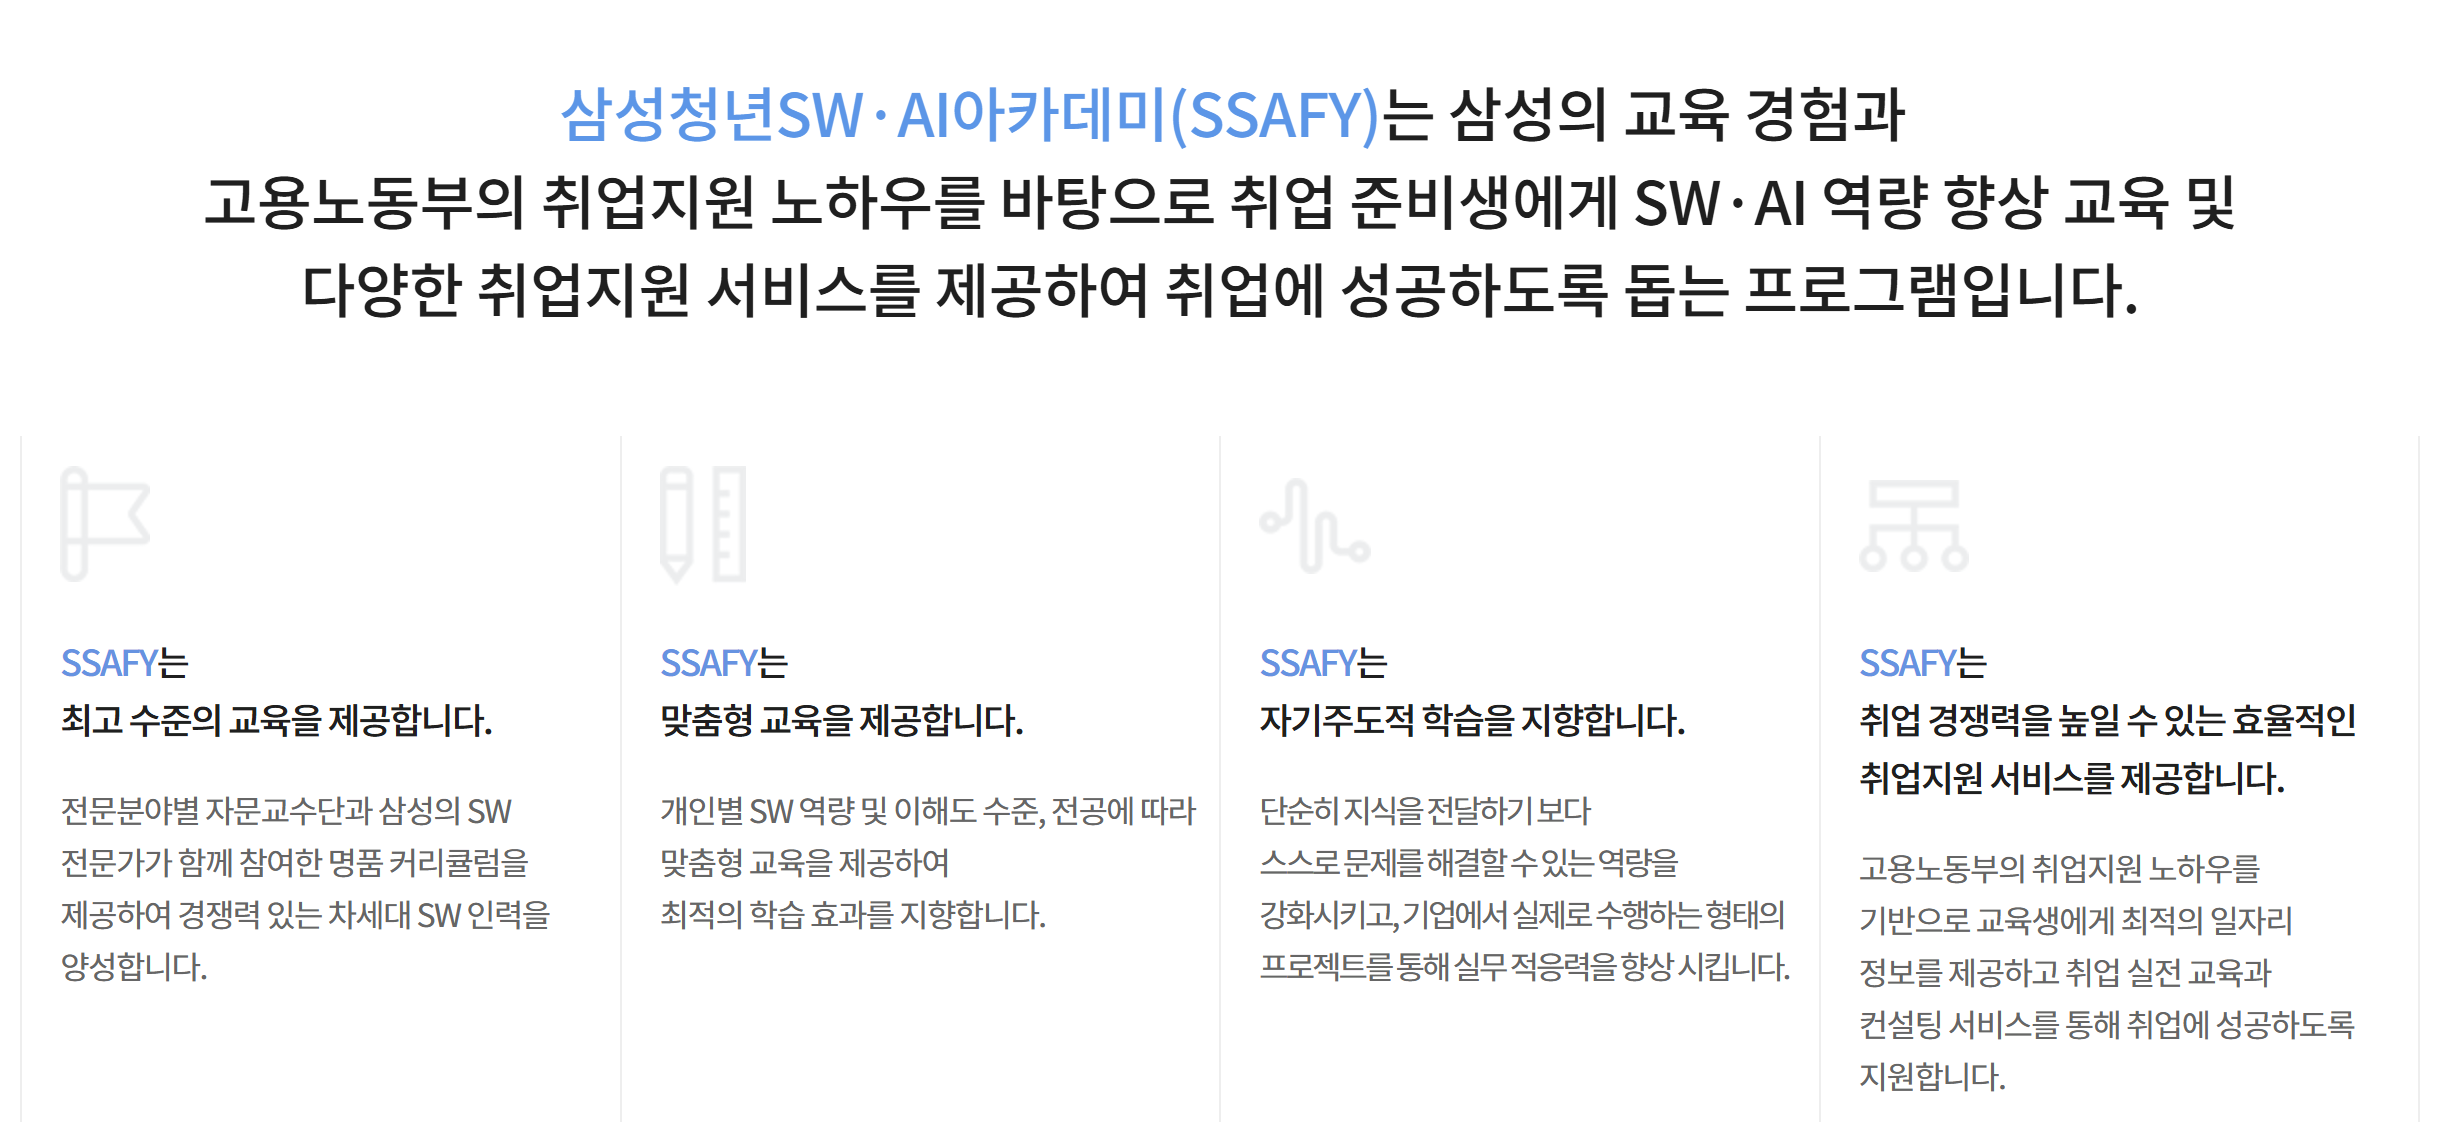 삼성청년SW·AI아카데미(SSAFY)는 삼성의 교육 경험과
고용노동부의 취업지원 노하우를 바탕으로 취업 준비생에게 SW·AI 역량 향상 교육 및
다양한 취업지원 서비스를 제공하여 취업에 성공하도록 돕는 프로그램입니다.
SSAFY는
최고 수준의 교육을 제공합니다.
전문분야별 자문교수단과 삼성의 SW
전문가가 함께 참여한 명품 커리큘럼을
제공하여 경쟁력 있는 차세대 SW 인력을
양성합니다.
SSAFY는
맞춤형 교육을 제공합니다.
개인별 SW 역량 및 이해도 수준, 전공에 따라
맞춤형 교육을 제공하여
최적의 학습 효과를 지향합니다.
SSAFY는
자기주도적 학습을 지향합니다.
단순히 지식을 전달하기 보다
스스로 문제를 해결할 수 있는 역량을
강화시키고, 기업에서 실제로 수행하는 형태의
프로젝트를 통해 실무 적응력을 향상 시킵니다.
SSAFY는
취업 경쟁력을 높일 수 있는 효율적인
취업지원 서비스를 제공합니다.
고용노동부의 취업지원 노하우를
기반으로 교육생에게 최적의 일자리
정보를 제공하고 취업 실전 교육과
컨설팅 서비스를 통해 취업에 성공하도록
지원합니다.